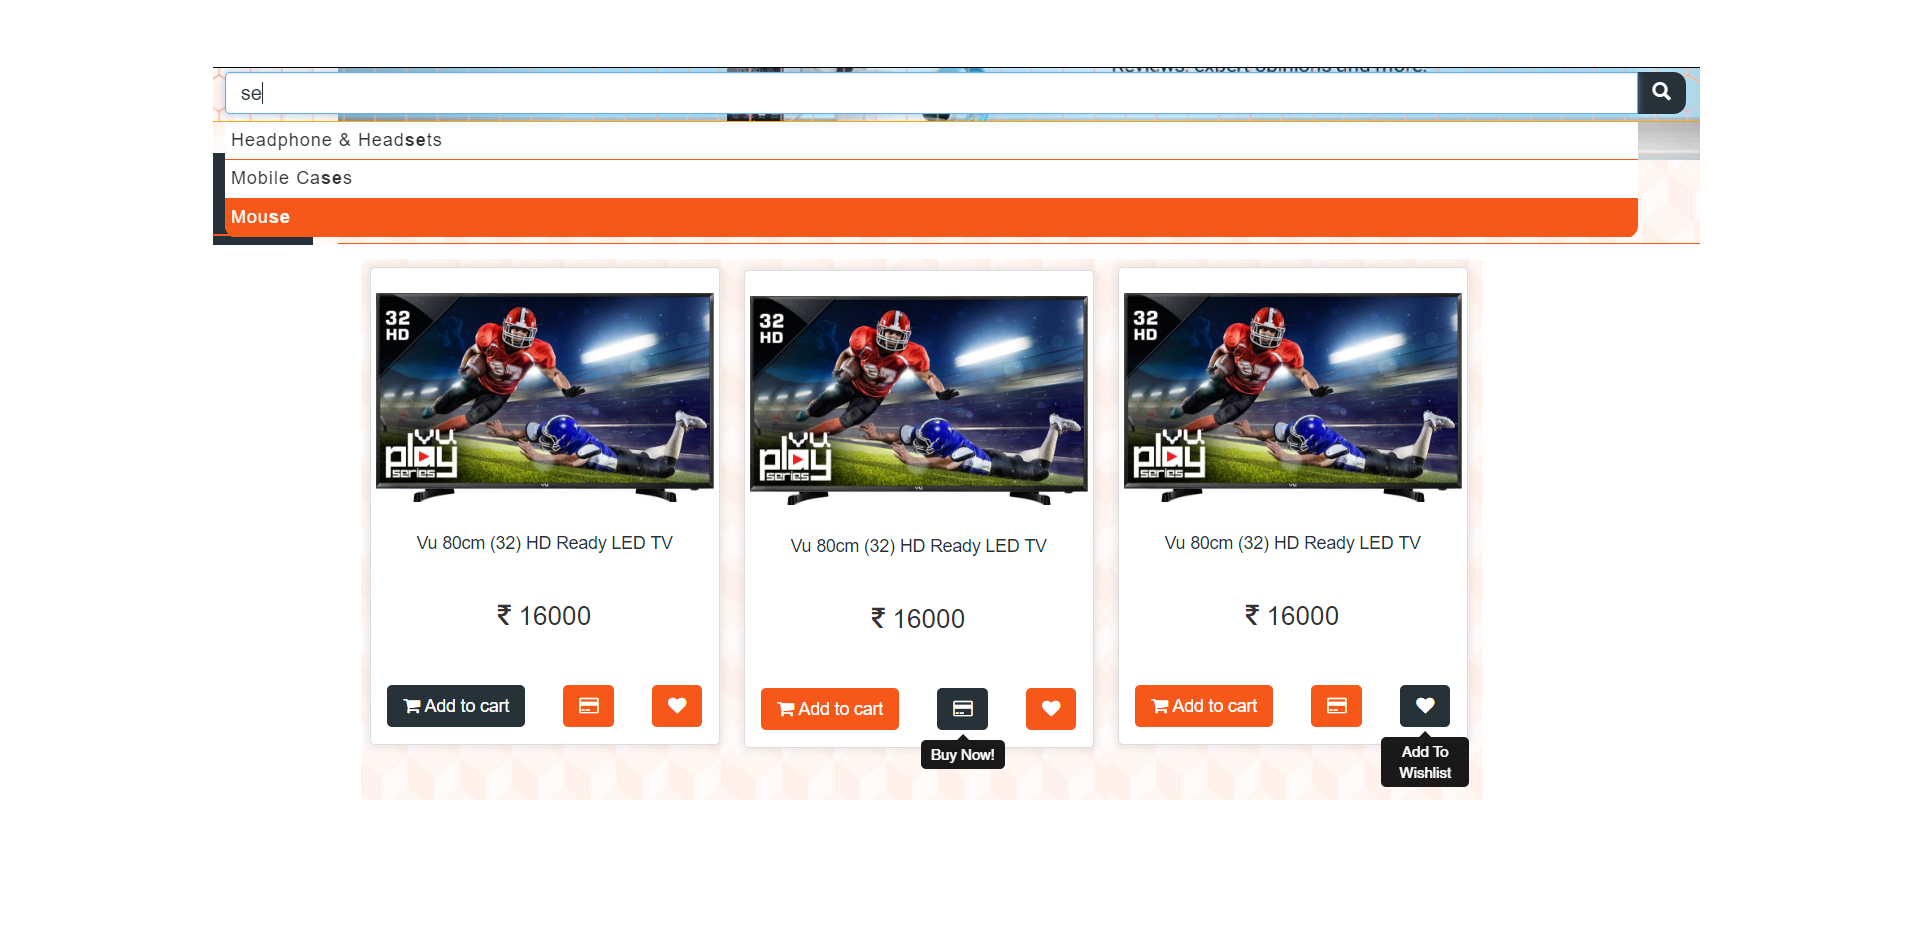 Reviews, expert opinions and more.
se
Headphone & Headsets
Mobile Cases
Mouse
32
HD
vu
play
series
vu
Vu 80cm (32) HD Ready LED TV
₹ 16000
Add to cart
32
HD
vu
play
series
vu
Vu 80cm (32) HD Ready LED TV
₹ 16000
Add to cart
Buy Now!
32
HD
vu
play
series
vu
Vu 80cm (32) HD Ready LED TV
₹ 16000
Add to cart
Add To
Wishlist